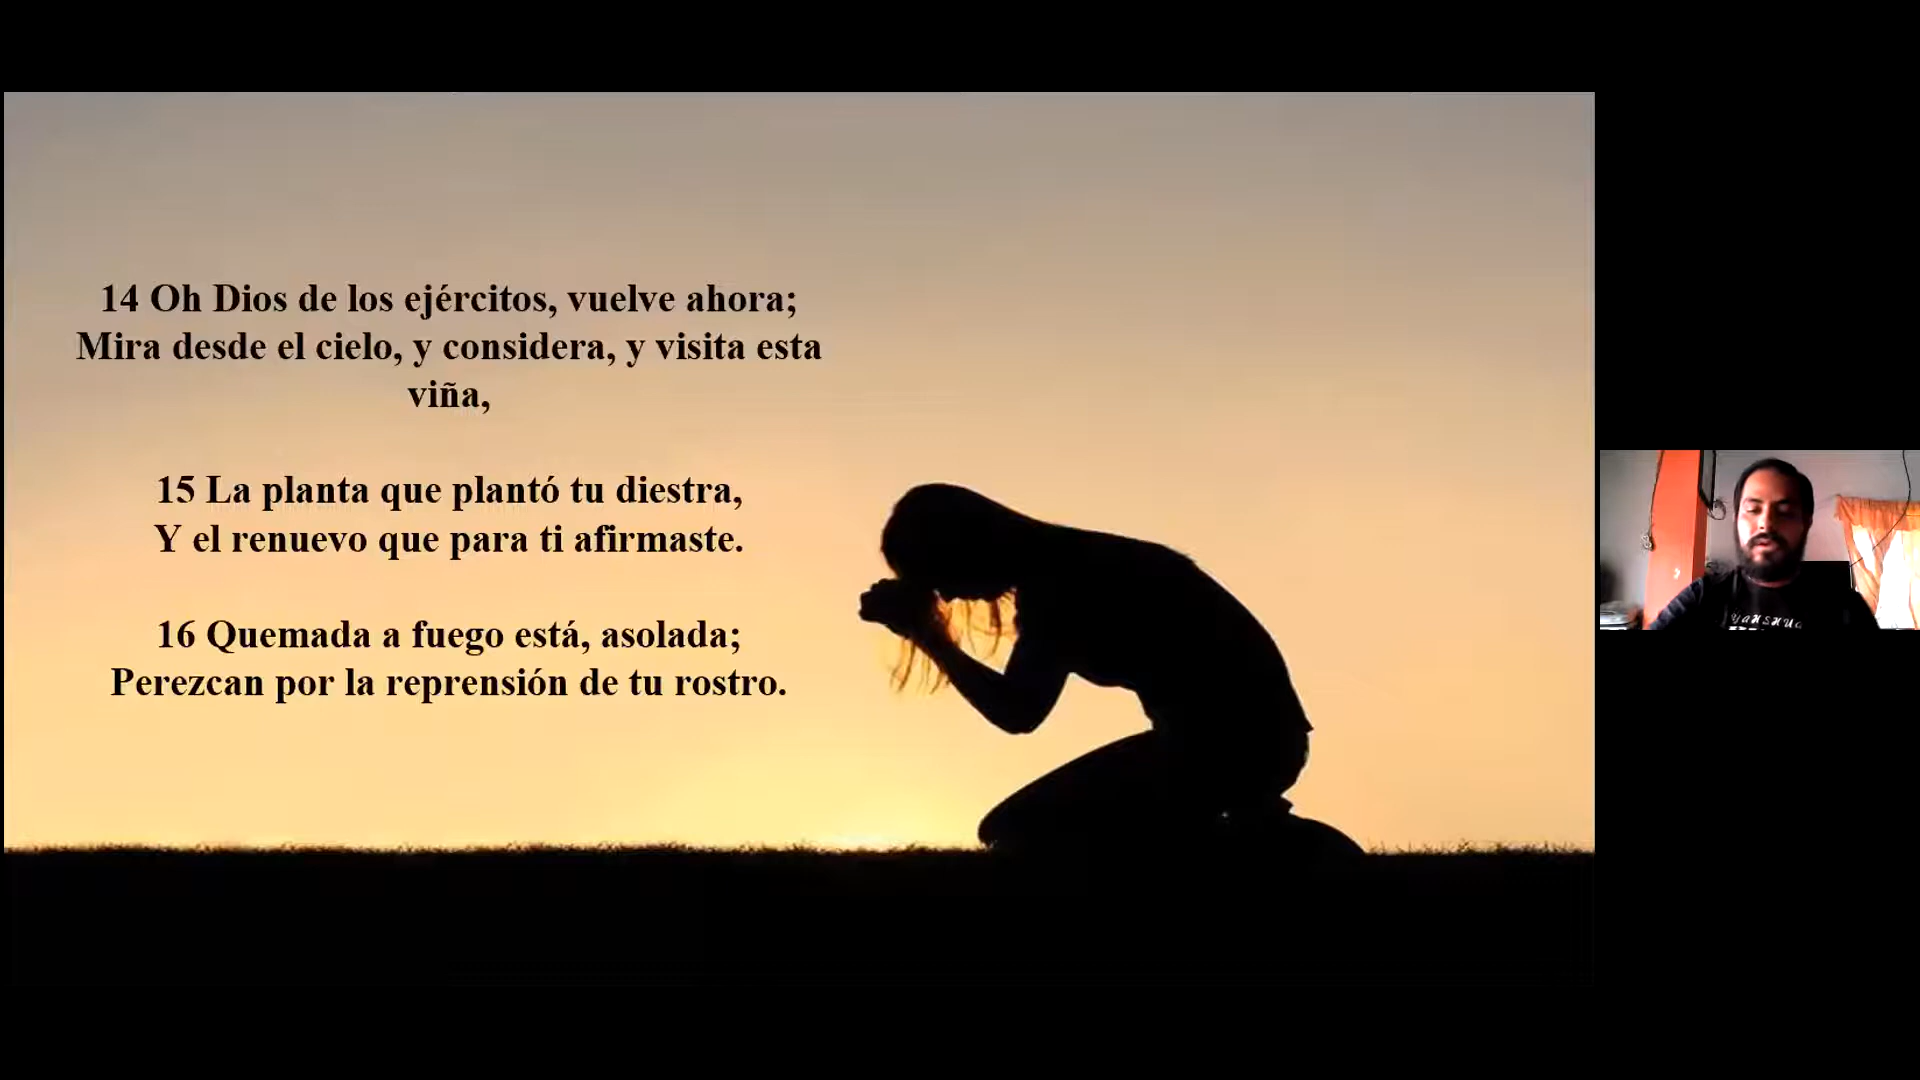 14 Oh Dios de los ejércitos, vuelve ahora;
Mira desde el cielo, y considera, y visita esta
viña,
15 La planta que plantó tu diestra,
Y el renuevo que para ti afirmaste.
16 Quemada a fuego está, asolada;
Perezcan por la reprensión de tu rostro.
YAHSHUA